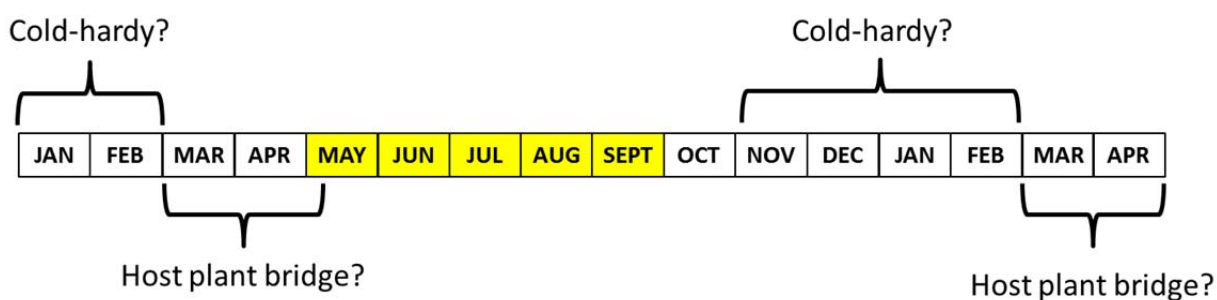 Cold-hardy? Cold-hardy?
JAN FEB MAR APR MAY JUN JUL AUG SEPT OCT NOV DEC JAN FEB MAR APR
Host plant bridge? Host plant bridge?